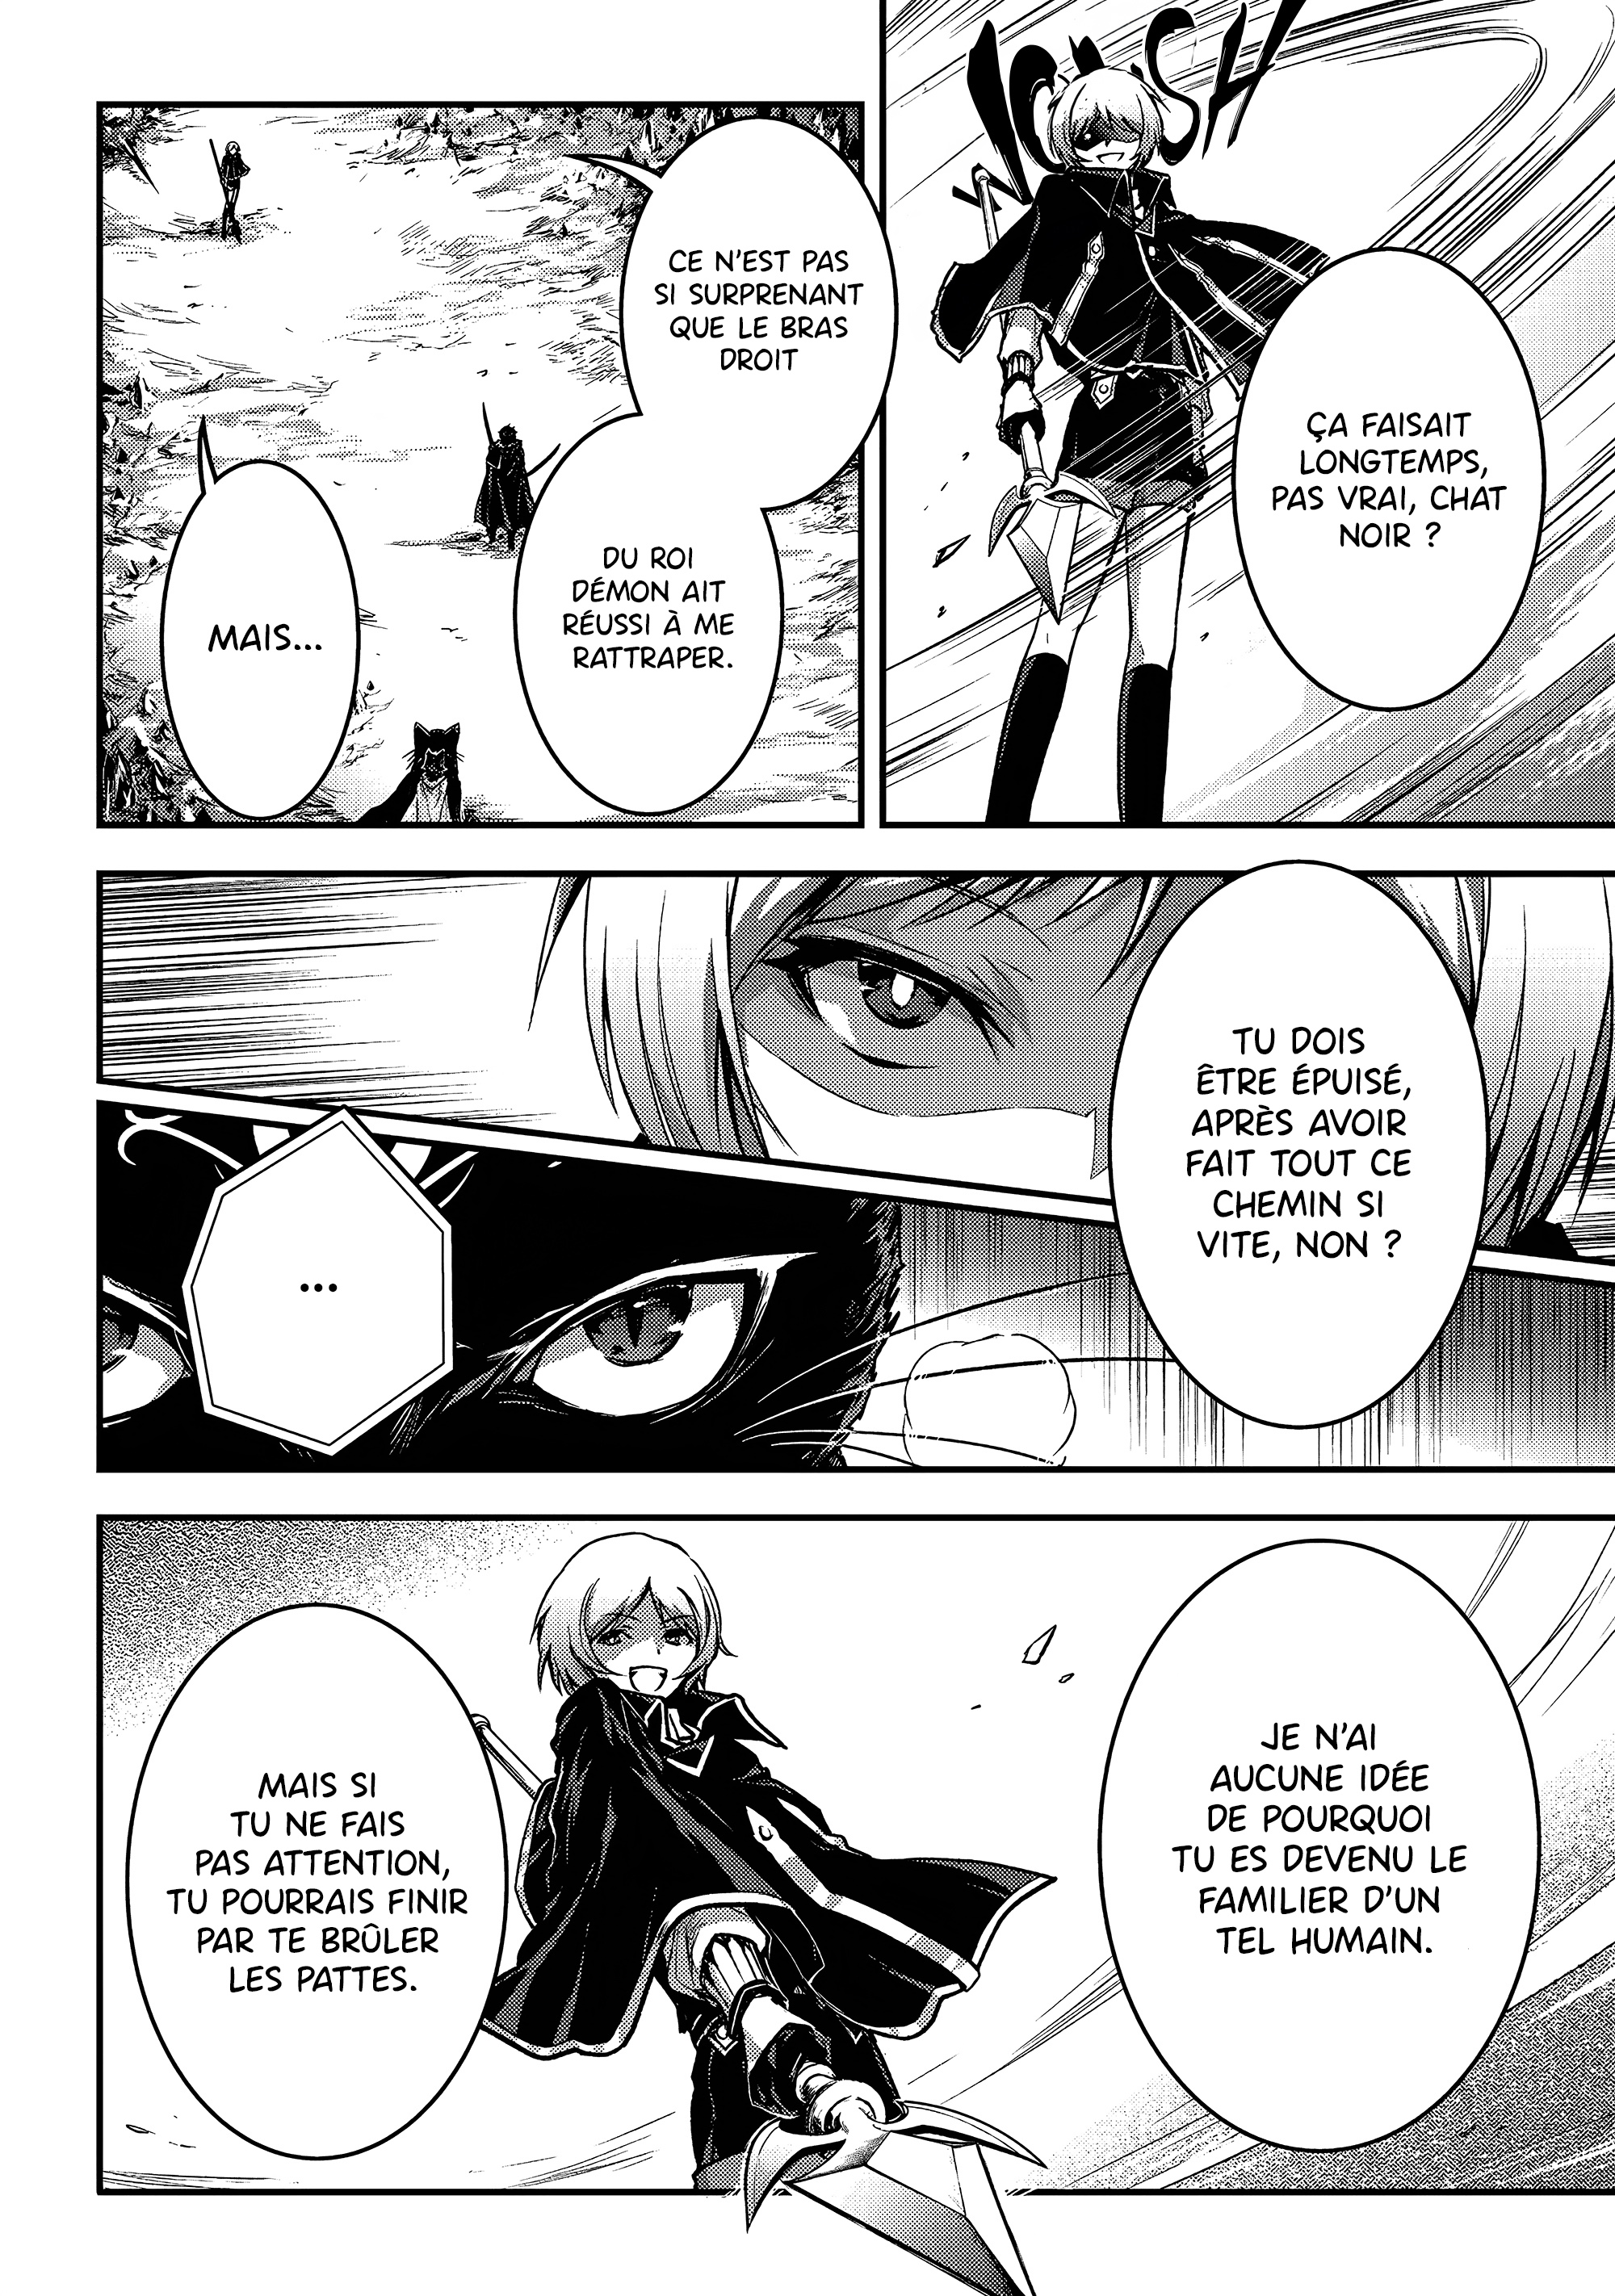 WOOSH
ÇA FAISAIT
LONGTEMPS,
PAS VRAI, CHAT
NOIR ?
CE N'EST PAS
SI SURPRENANT
QUE LE BRAS
DROIT
DU ROI
DÉMON AIT
RÉUSSI À ME
RATTRAPER.
MAIS...
TU DOIS
ÊTRE ÉPUISÉ,
APRÈS AVOIR
FAIT TOUT CE
CHEMIN SI
VITE, NON ?
...
JE N'AI
AUCUNE IDÉE
DE POURQUOI
TU ES DEVENU LE
FAMILIER D'UN
TEL HUMAIN.
MAIS SI
TU NE FAIS
PAS ATTENTION,
TU POURRAIS FINIR
PAR TE BRÛLER
LES PATTES.